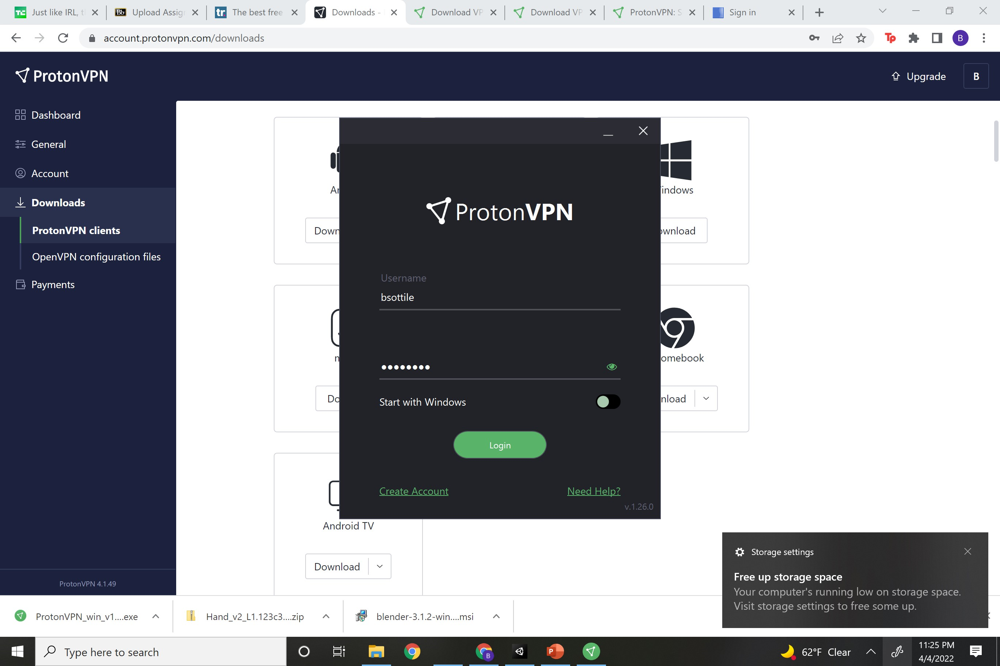 Just like IRL, t
Upload Assig
The best free
Downloads -
Download VP
Download VP
ProtonVPN: S
Sign in
account.protonvpn.com/downloads
Tp
B
ProtonVPN
Upgrade
B
Dashboard
General
Account
Downloads
ProtonVPN clients
OpenVPN configuration files
Payments
ProtonVPN 4.1.49
Ar
indows
Down
ownload
omebook
Do
nload
Android TV
Download
ProtonVPN
Username
bsottile
Start with Windows
Login
Create Account
Need Help?
v.1.26.0
Storage settings
Free up storage space
Your computer's running low on storage space.
Visit storage settings to free some up.
ProtonVPN_win_v1....exe
Hand_v2_L1.123c3....zip
blender-3.1.2-win....msi
Type here to search
62°F Clear
11:25 PM
4/4/2022